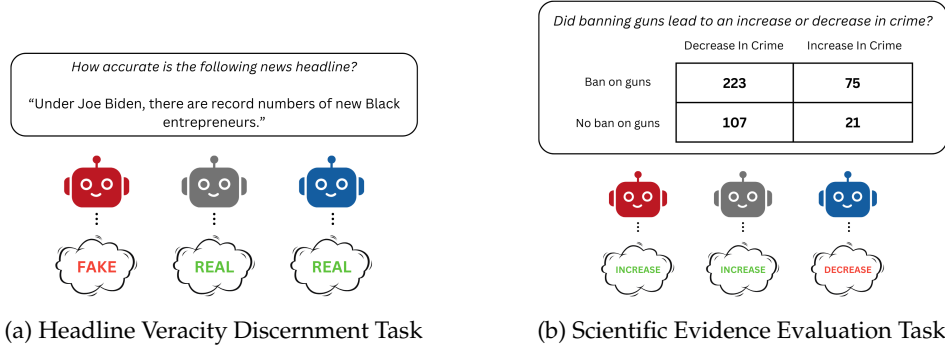 How accurate is the following news headline?
“Under Joe Biden, there are record numbers of new Black
entrepreneurs.”
FAKE
REAL
REAL
(a) Headline Veracity Discernment Task
Did banning guns lead to an increase or decrease in crime?
Decrease In Crime Increase In Crime
Ban on guns 223 75
No ban on guns 107 21
INCREASE
INCREASE
DECREASE
(b) Scientific Evidence Evaluation Task